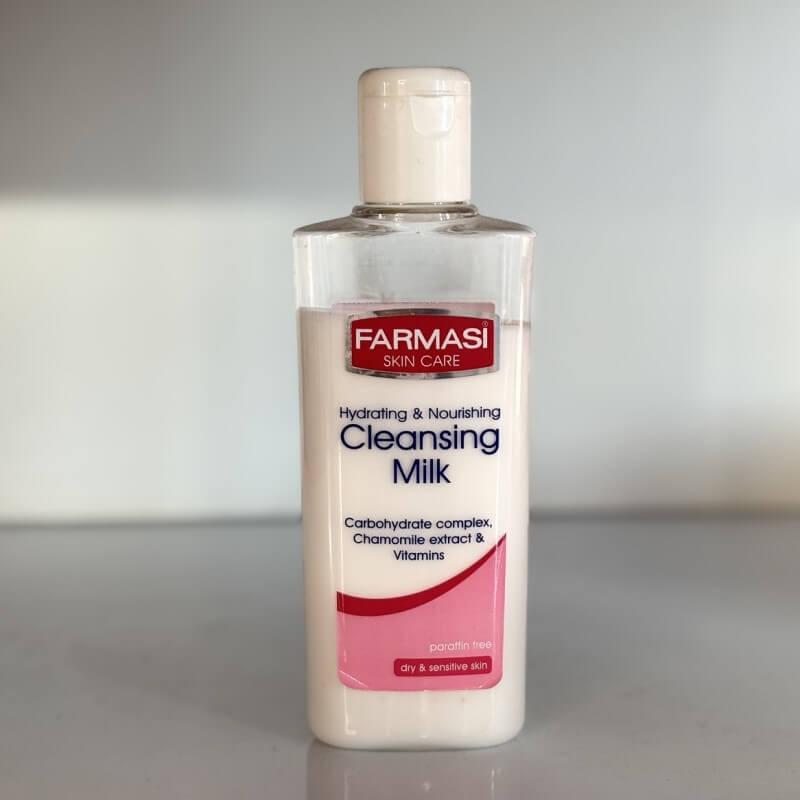 FARMASi®
SKIN CARE
Hydrating & Nourishing
Cleansing
Milk
Carbohydrate complex,
Chamomile extract &
Vitamins
paraffin free
dry & sensitive skin